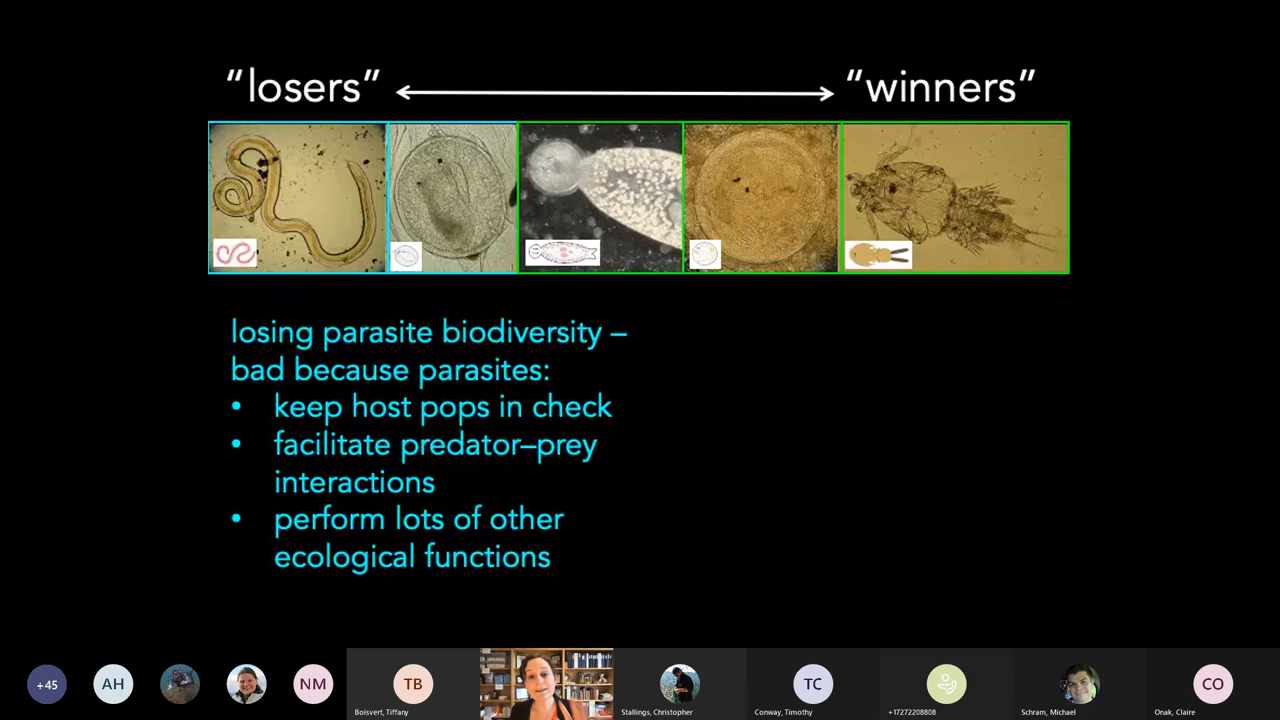 “losers”
“winners”
losing parasite biodiversity –
bad because parasites:
• keep host pops in check
• facilitate predator–prey
interactions
• perform lots of other
ecological functions
+45
AH
NM
TB
TC
CO
Boisvert, Tiffany
Stallings, Christopher
Conway, Timothy
+17272208808
Schram, Michael
Onak, Claire